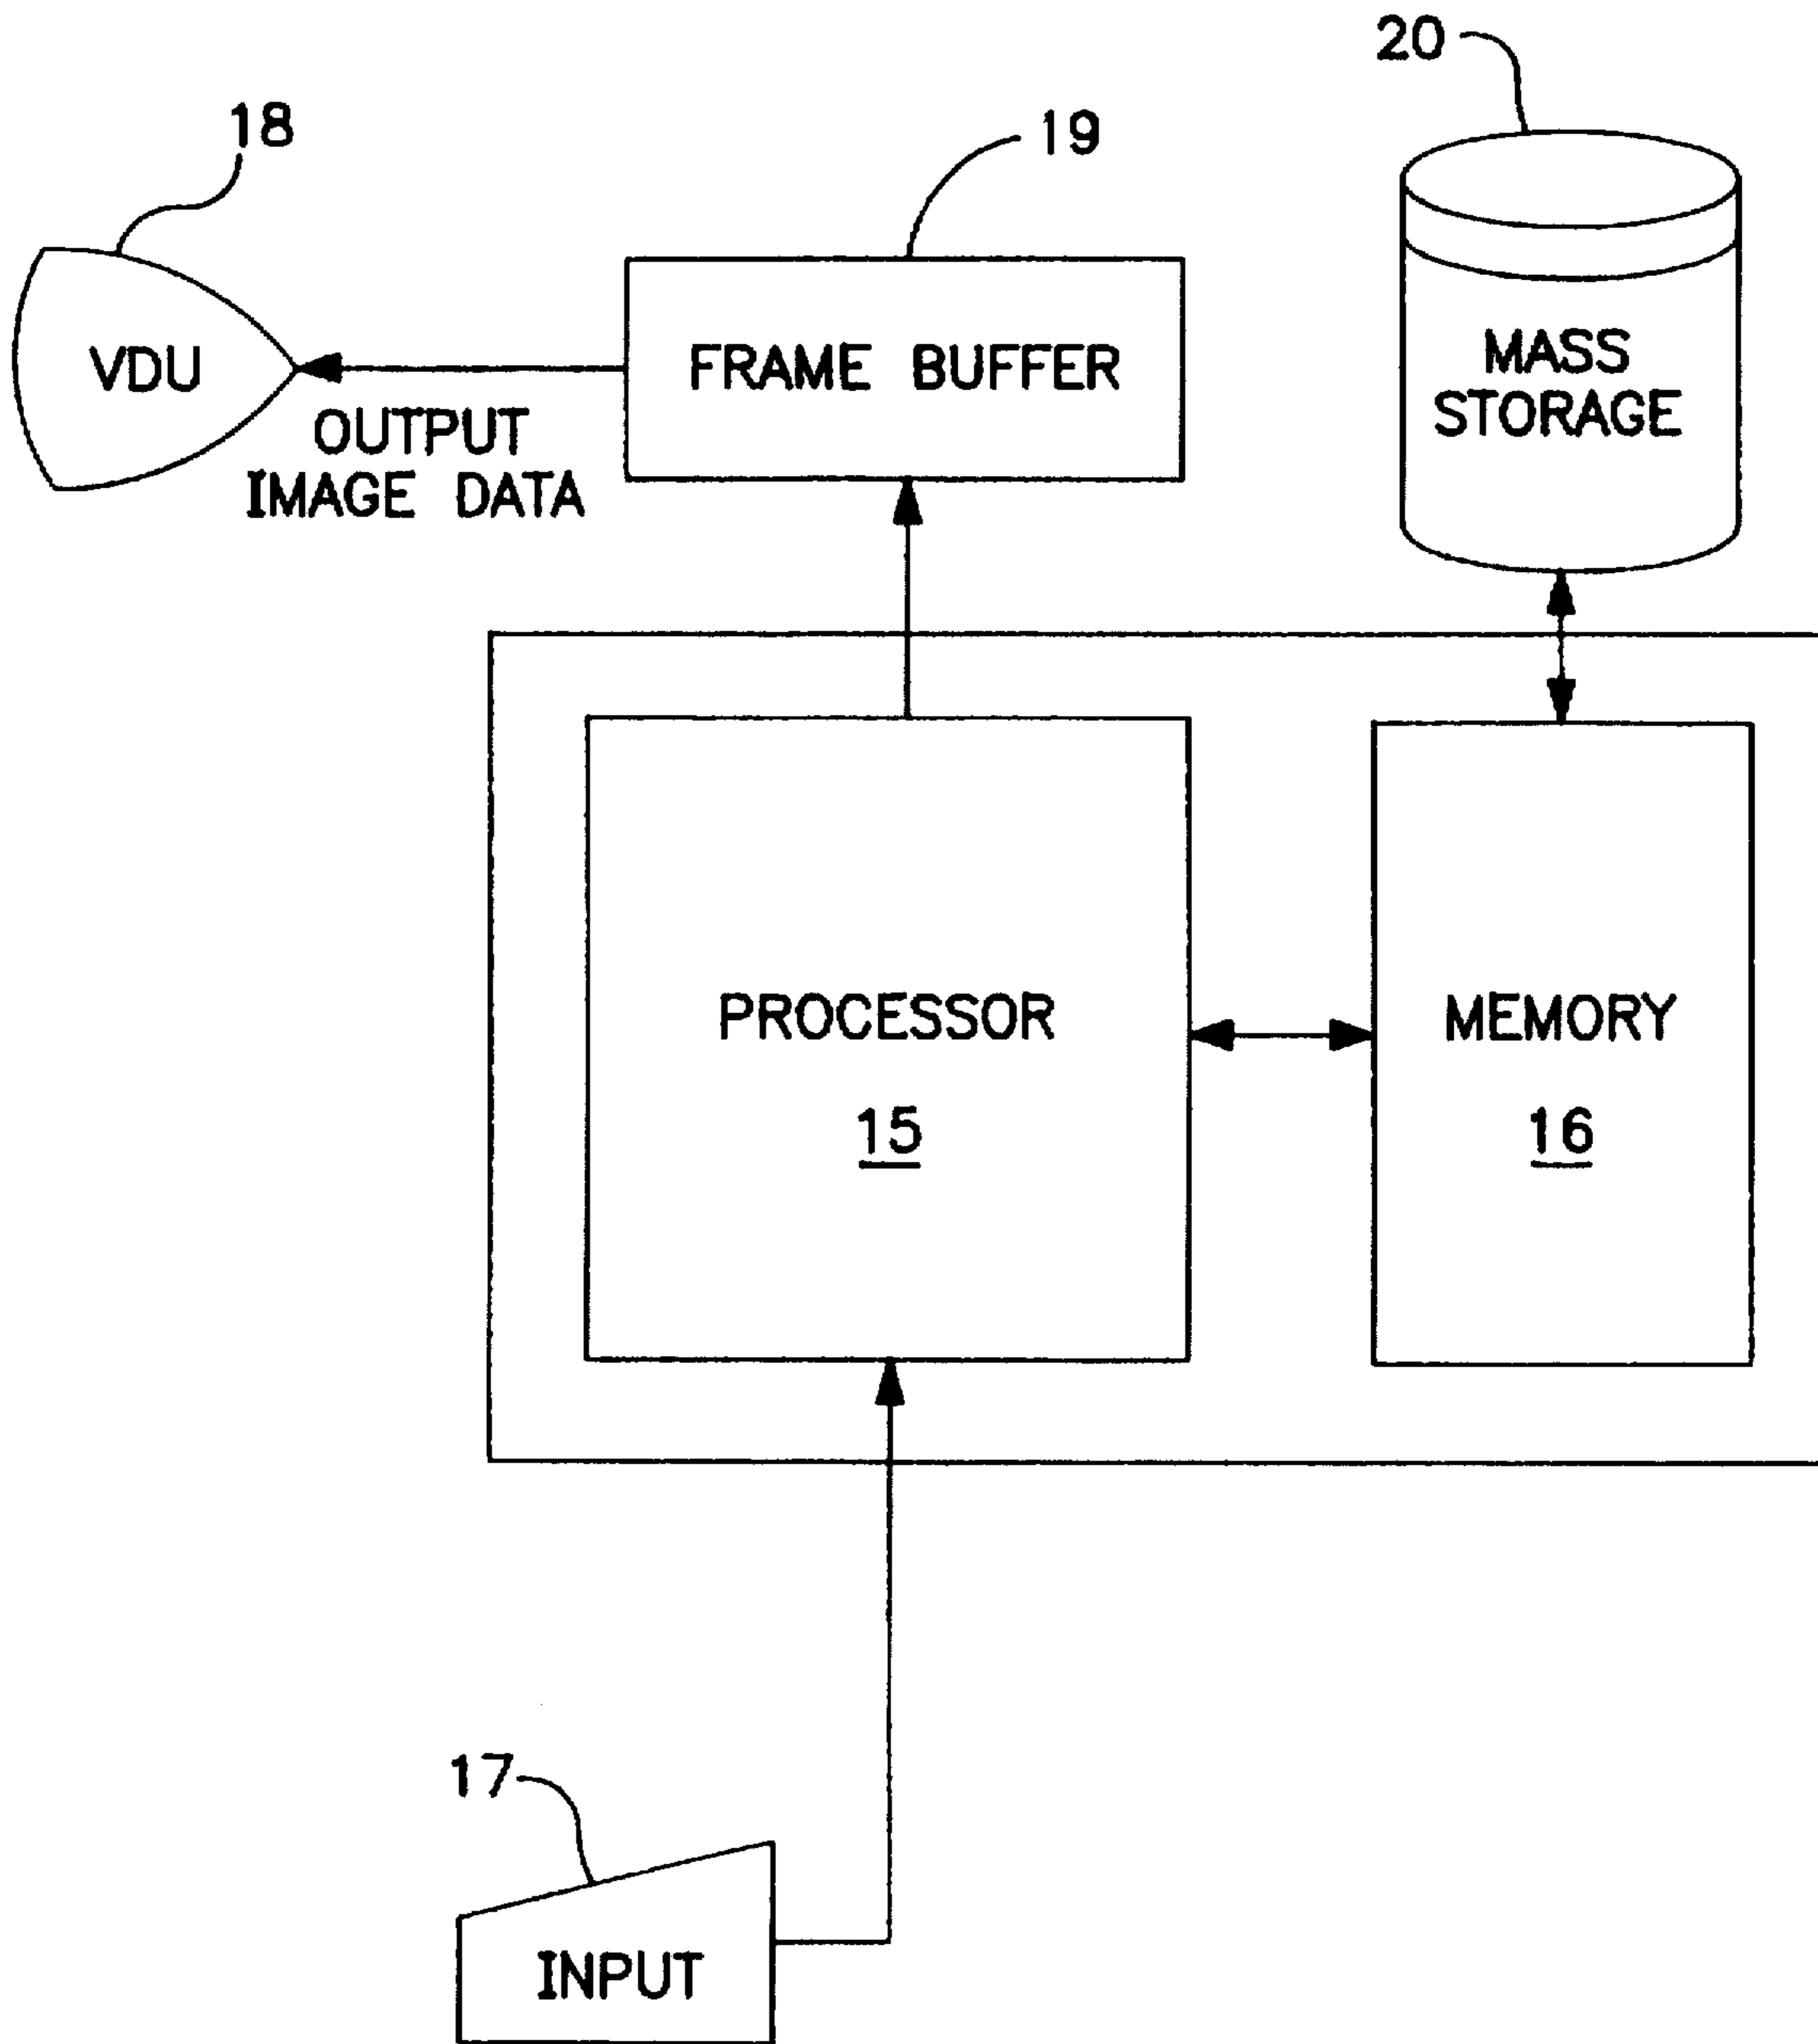 20
18
19
VDU
FRAME BUFFER
MASS
STORAGE
OUTPUT
IMAGE DATA
PROCESSOR
15
MEMORY
16
17
INPUT